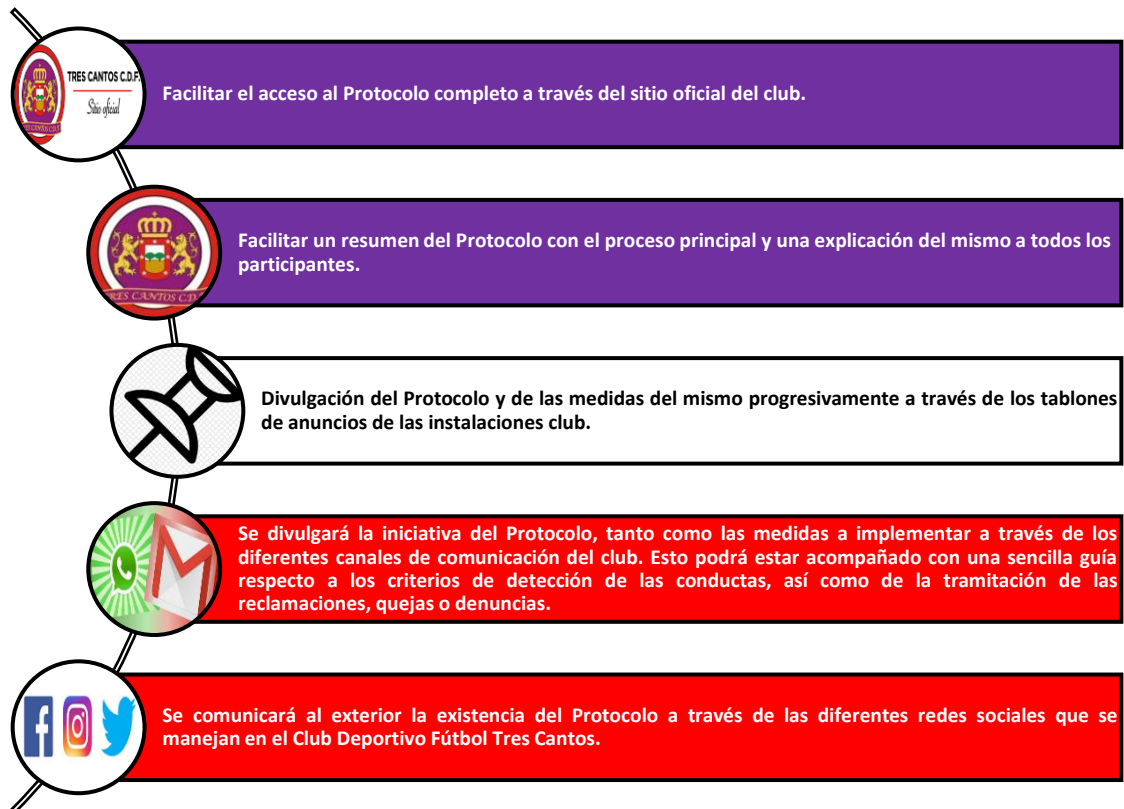 TRES CANTOS C.D.F.
Sitio oficial
TRES CANTOS C.D.F
Facilitar el acceso al Protocolo completo a través del sitio oficial del club.
TRES CANTOS C.D.
Facilitar un resumen del Protocolo con el proceso principal y una explicación del mismo a todos los
participantes.
Divulgación del Protocolo y de las medidas del mismo progresivamente a través de los tablones
de anuncios de las instalaciones club.
Se divulgará la iniciativa del Protocolo, tanto como las medidas a implementar a través de los
diferentes canales de comunicación del club. Esto podrá estar acompañado con una sencilla guía
respecto a los criterios de detección de las conductas, así como de la tramitación de las
reclamaciones, quejas o denuncias.
Se comunicará al exterior la existencia del Protocolo a través de las diferentes redes sociales que se
manejan en el Club Deportivo Fútbol Tres Cantos.